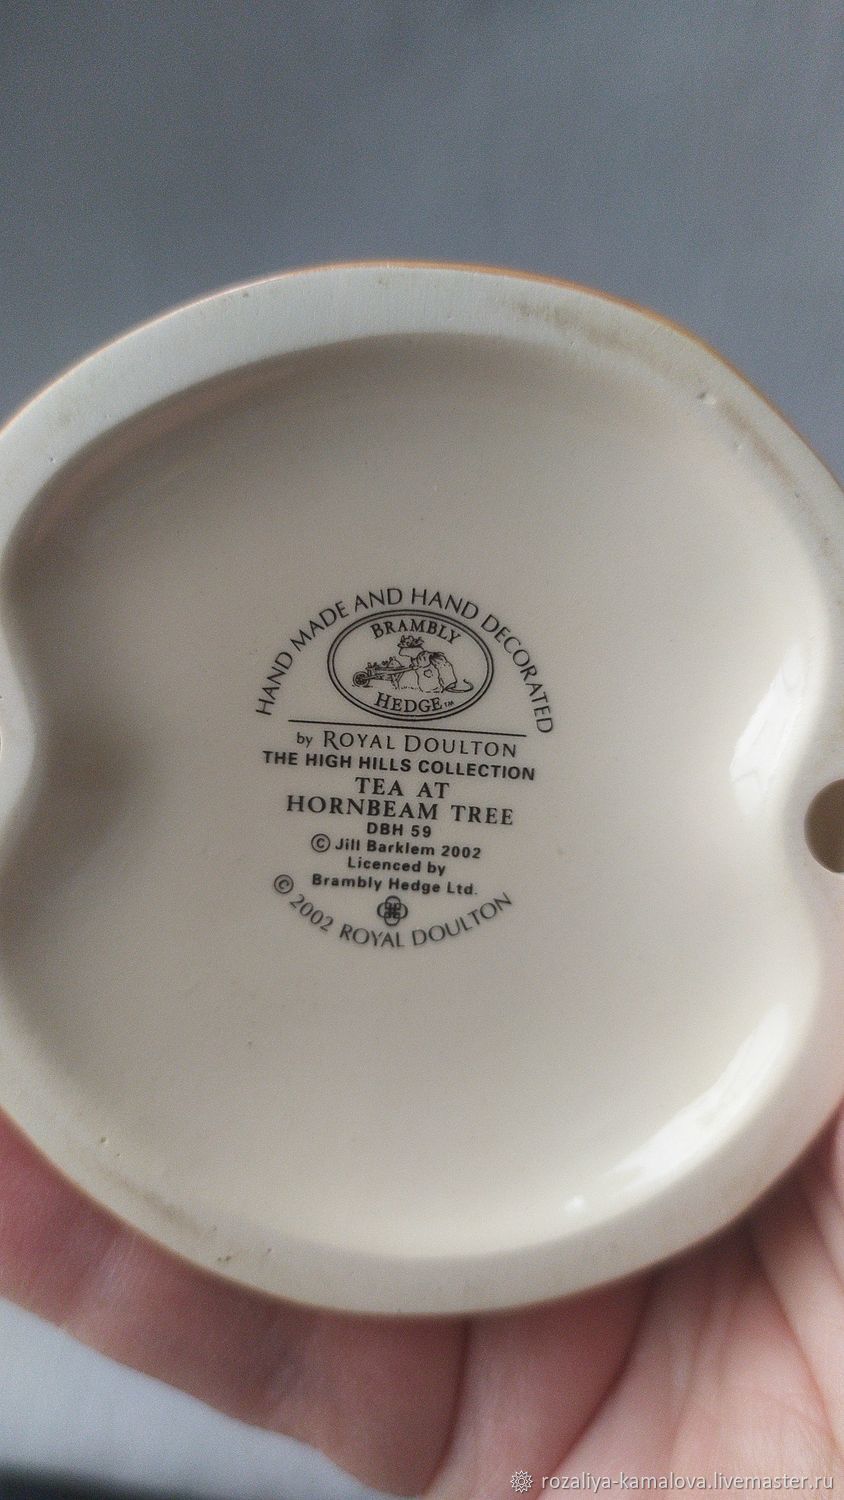 HAND MADE AND HAND DECORATED
BRAMBLY
HEDGE™
by ROYAL DOULTON
THE HIGH HILLS COLLECTION
TEA AT
HORNBEAM TREE
DBH 59
© Jill Barklem 2002
Licenced by
Brambly Hedge Ltd.
© 2002 ROYAL DOULTON
rozaliya-kamalova.livemaster.ru